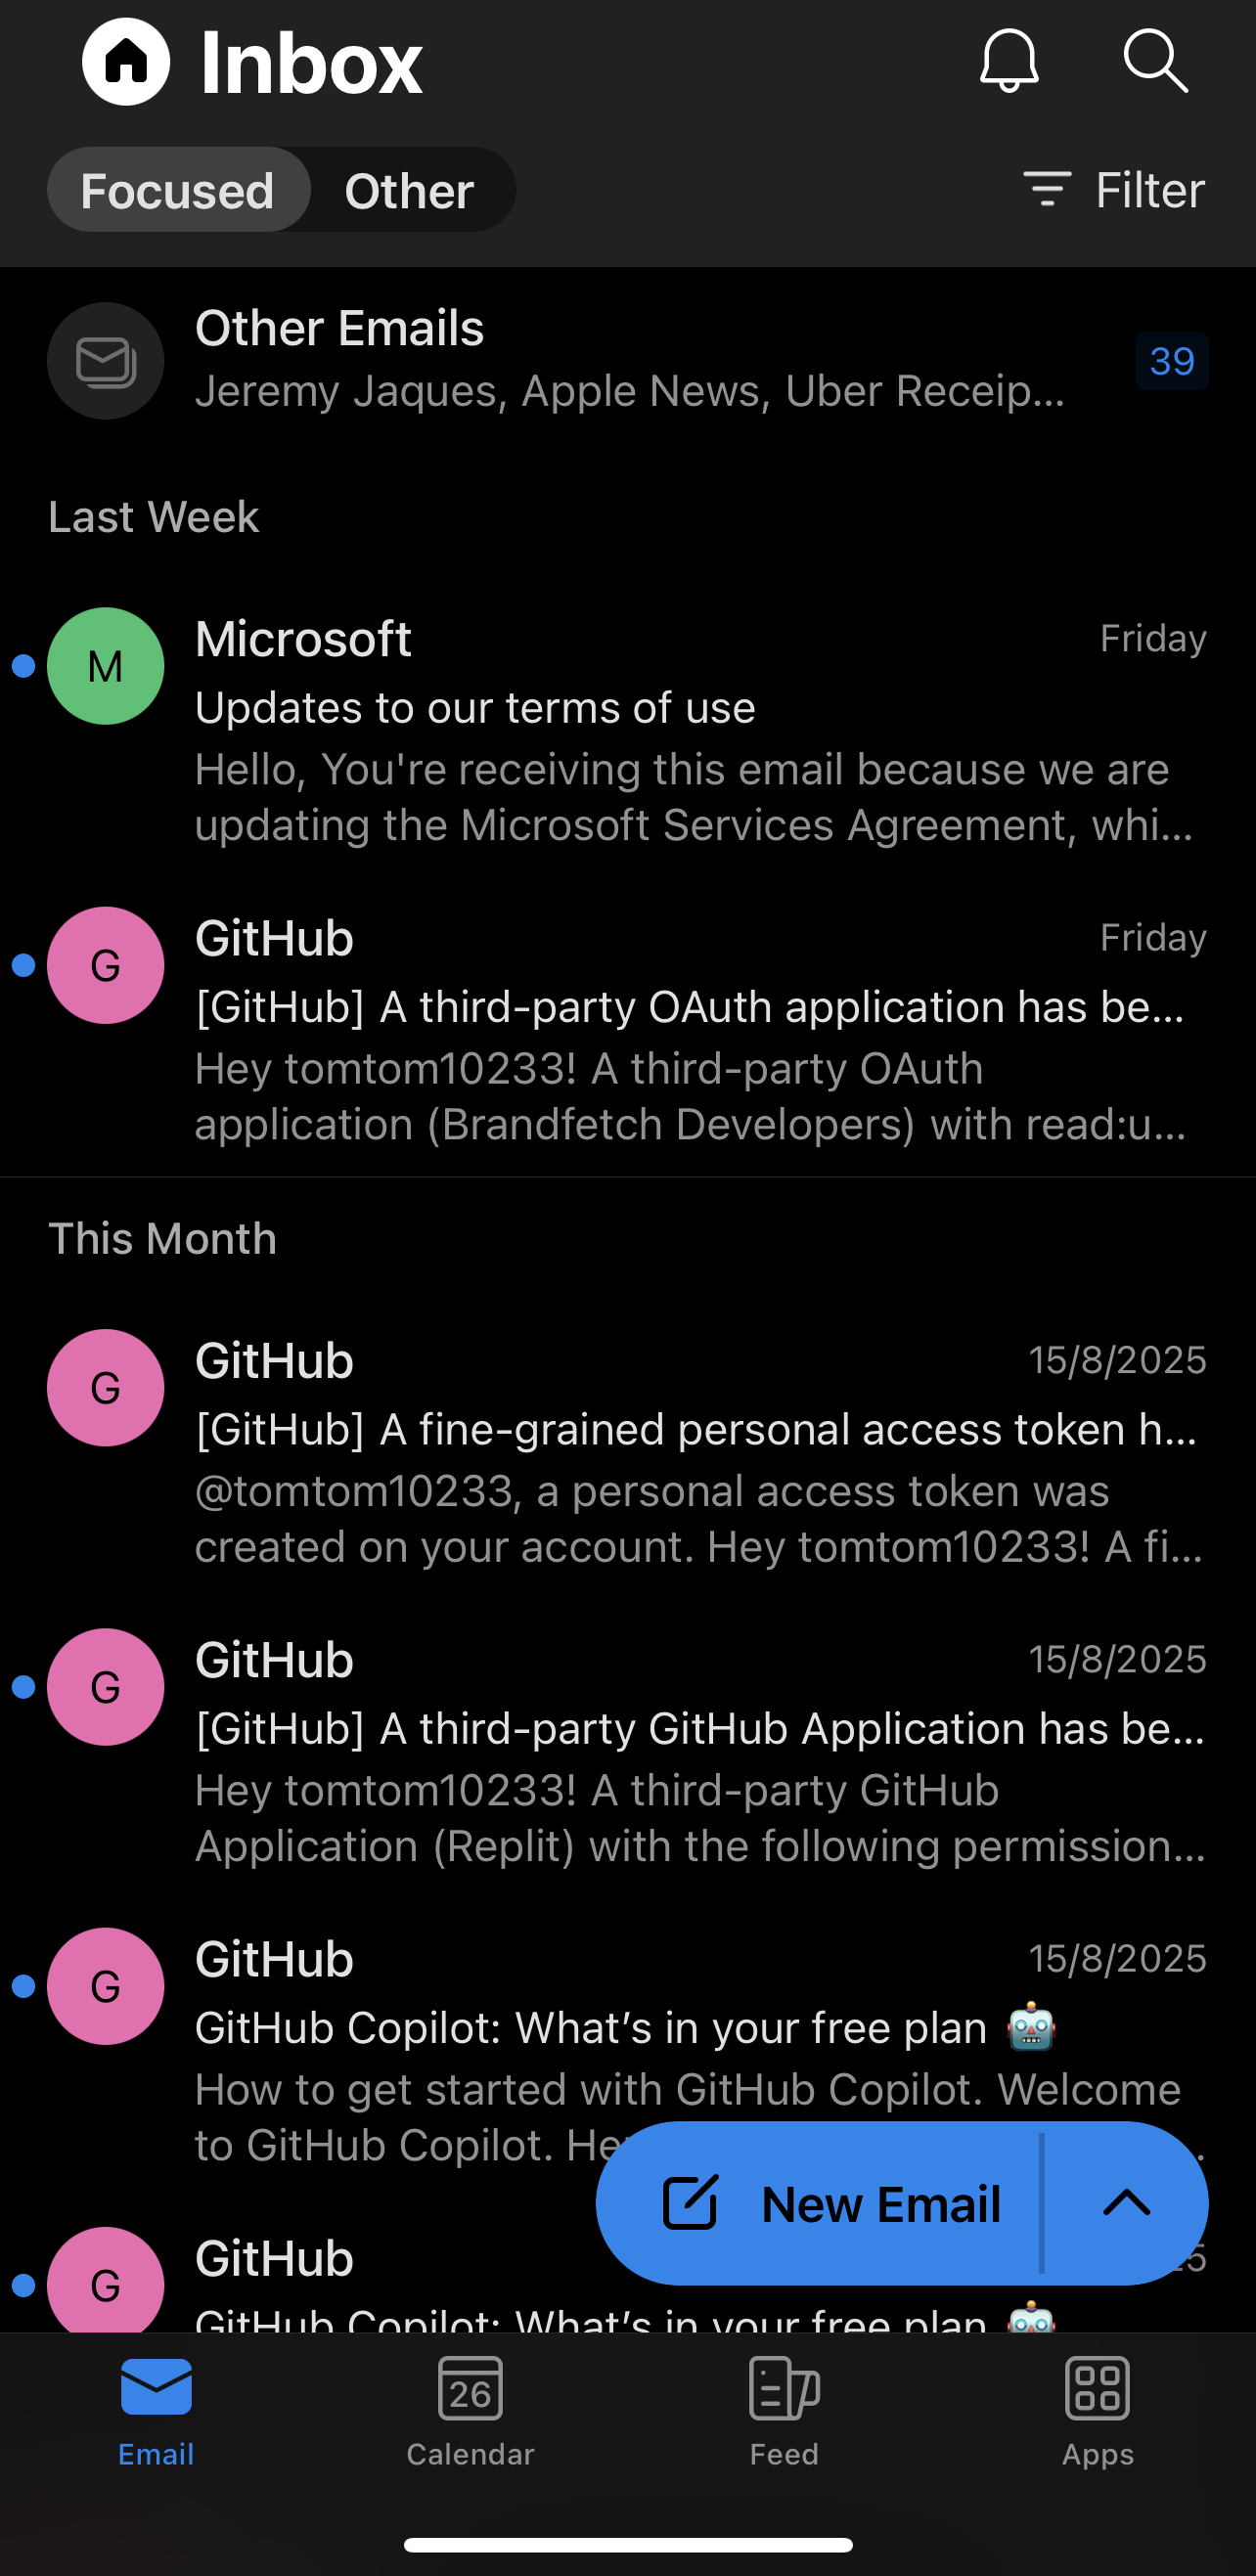 Inbox
Focused
Other
Filter
Other Emails
Jeremy Jaques, Apple News, Uber Receip...
39
Last Week
M
Microsoft
Friday
Updates to our terms of use
Hello, You're receiving this email because we are
updating the Microsoft Services Agreement, whi...
G
GitHub
Friday
[GitHub] A third-party OAuth application has be...
Hey tomtom10233! A third-party OAuth
application (Brandfetch Developers) with read:u...
This Month
G
GitHub
15/8/2025
[GitHub] A fine-grained personal access token h...
@tomtom10233, a personal access token was
created on your account. Hey tomtom10233! A fi...
G
GitHub
15/8/2025
[GitHub] A third-party GitHub Application has be...
Hey tomtom10233! A third-party GitHub
Application (Replit) with the following permission...
G
GitHub
15/8/2025
GitHub Copilot: What’s in your free plan 🤖
How to get started with GitHub Copilot. Welcome
to GitHub Copilot.
New Email
G
GitHub
GitHub Copilot: What’s in your free plan 🤖
Email
26
Calendar
Feed
Apps